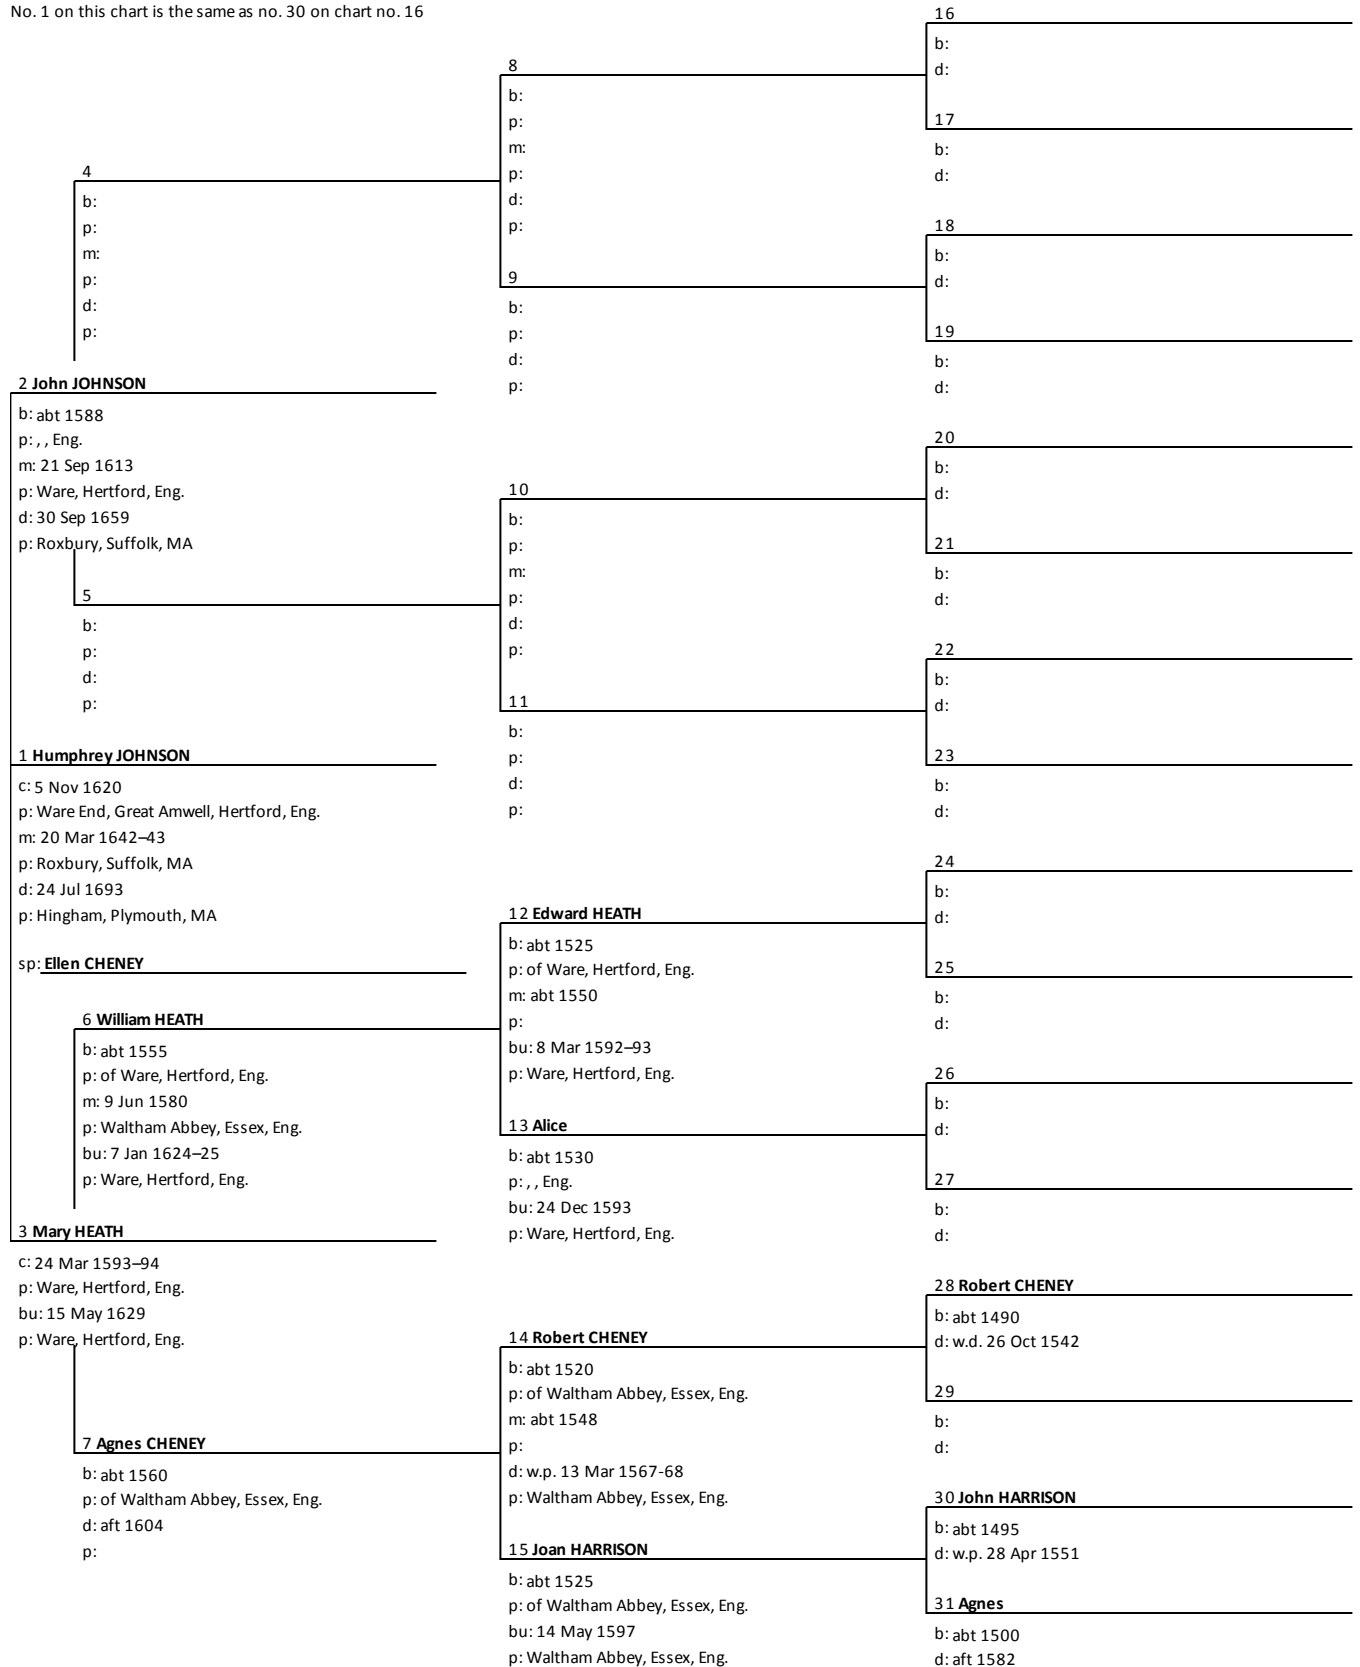 No. 1 on this chart is the same as no. 30 on chart no. 16
4
b:
p:
m:
p:
d:
p:
2 John JOHNSON
b: abt 1588
p: , , Eng.
m: 21 Sep 1613
p: Ware, Hertford, Eng.
d: 30 Sep 1659
p: Roxbury, Suffolk, MA
5
b:
p:
d:
p:
1 Humphrey JOHNSON
c: 5 Nov 1620
p: Ware End, Great Amwell, Hertford, Eng.
m: 20 Mar 1642–43
p: Roxbury, Suffolk, MA
d: 24 Jul 1693
p: Hingham, Plymouth, MA
sp: Ellen CHENEY
6 William HEATH
b: abt 1555
p: of Ware, Hertford, Eng.
m: 9 Jun 1580
p: Waltham Abbey, Essex, Eng.
bu: 7 Jan 1624–25
p: Ware, Hertford, Eng.
3 Mary HEATH
c: 24 Mar 1593–94
p: Ware, Hertford, Eng.
bu: 15 May 1629
p: Ware, Hertford, Eng.
7 Agnes CHENEY
b: abt 1560
p: of Waltham Abbey, Essex, Eng.
d: aft 1604
p:
8
b:
p:
m:
p:
d:
p:
9
b:
p:
d:
p:
10
b:
p:
m:
p:
d:
p:
11
b:
p:
d:
p:
12 Edward HEATH
b: abt 1525
p: of Ware, Hertford, Eng.
m: abt 1550
p:
bu: 8 Mar 1592–93
p: Ware, Hertford, Eng.
13 Alice
b: abt 1530
p: , , Eng.
bu: 24 Dec 1593
p: Ware, Hertford, Eng.
14 Robert CHENEY
b: abt 1520
p: of Waltham Abbey, Essex, Eng.
m: abt 1548
p:
d: w.p. 13 Mar 1567-68
p: Waltham Abbey, Essex, Eng.
15 Joan HARRISON
b: abt 1525
p: of Waltham Abbey, Essex, Eng.
bu: 14 May 1597
p: Waltham Abbey, Essex, Eng.
16
b:
d:
17
b:
d:
18
b:
d:
19
b:
d:
20
b:
d:
21
b:
d:
22
b:
d:
23
b:
d:
24
b:
d:
25
b:
d:
26
b:
d:
27
b:
d:
28 Robert CHENEY
b: abt 1490
d: w.d. 26 Oct 1542
29
b:
d:
30 John HARRISON
b: abt 1495
d: w.p. 28 Apr 1551
31 Agnes
b: abt 1500
d: aft 1582